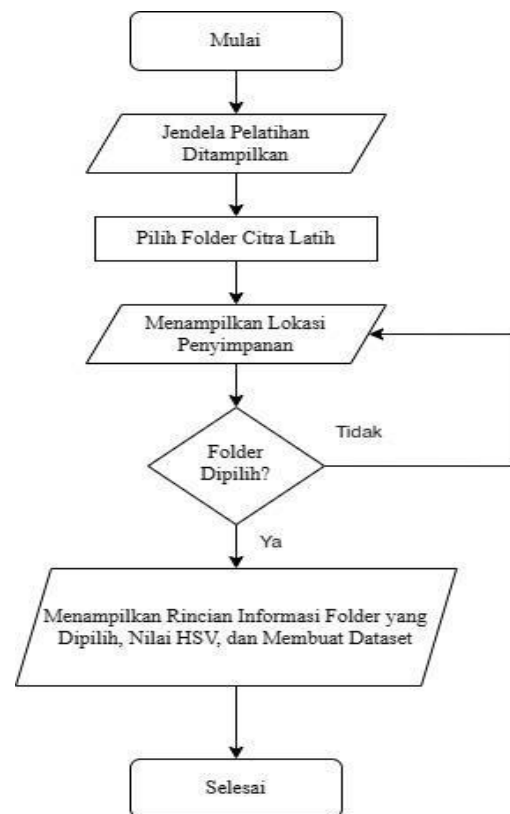 Mulai
Jendela Pelatihan
Ditampilkan
Pilih Folder Citra Latih
Menampilkan Lokasi
Penyimpanan
Tidak
Folder
Dipilih?
Ya
Menampilkan Rincian Informasi Folder yang
Dipilih, Nilai HSV, dan Membuat Dataset
Selesai